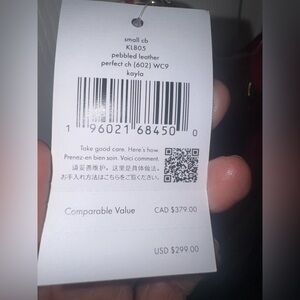 small cb
KLB05
pebbled leather
perfect ch (602) WC9
kayla
1 96021 68450 0
Take good care. Here's how.
Prenez-en bien soin. Voici comment.
请妥善维护。这里是具体做法。
お手入れ方法はこちらをご覧ください。
Comparable Value CAD $379.00
USD $299.00